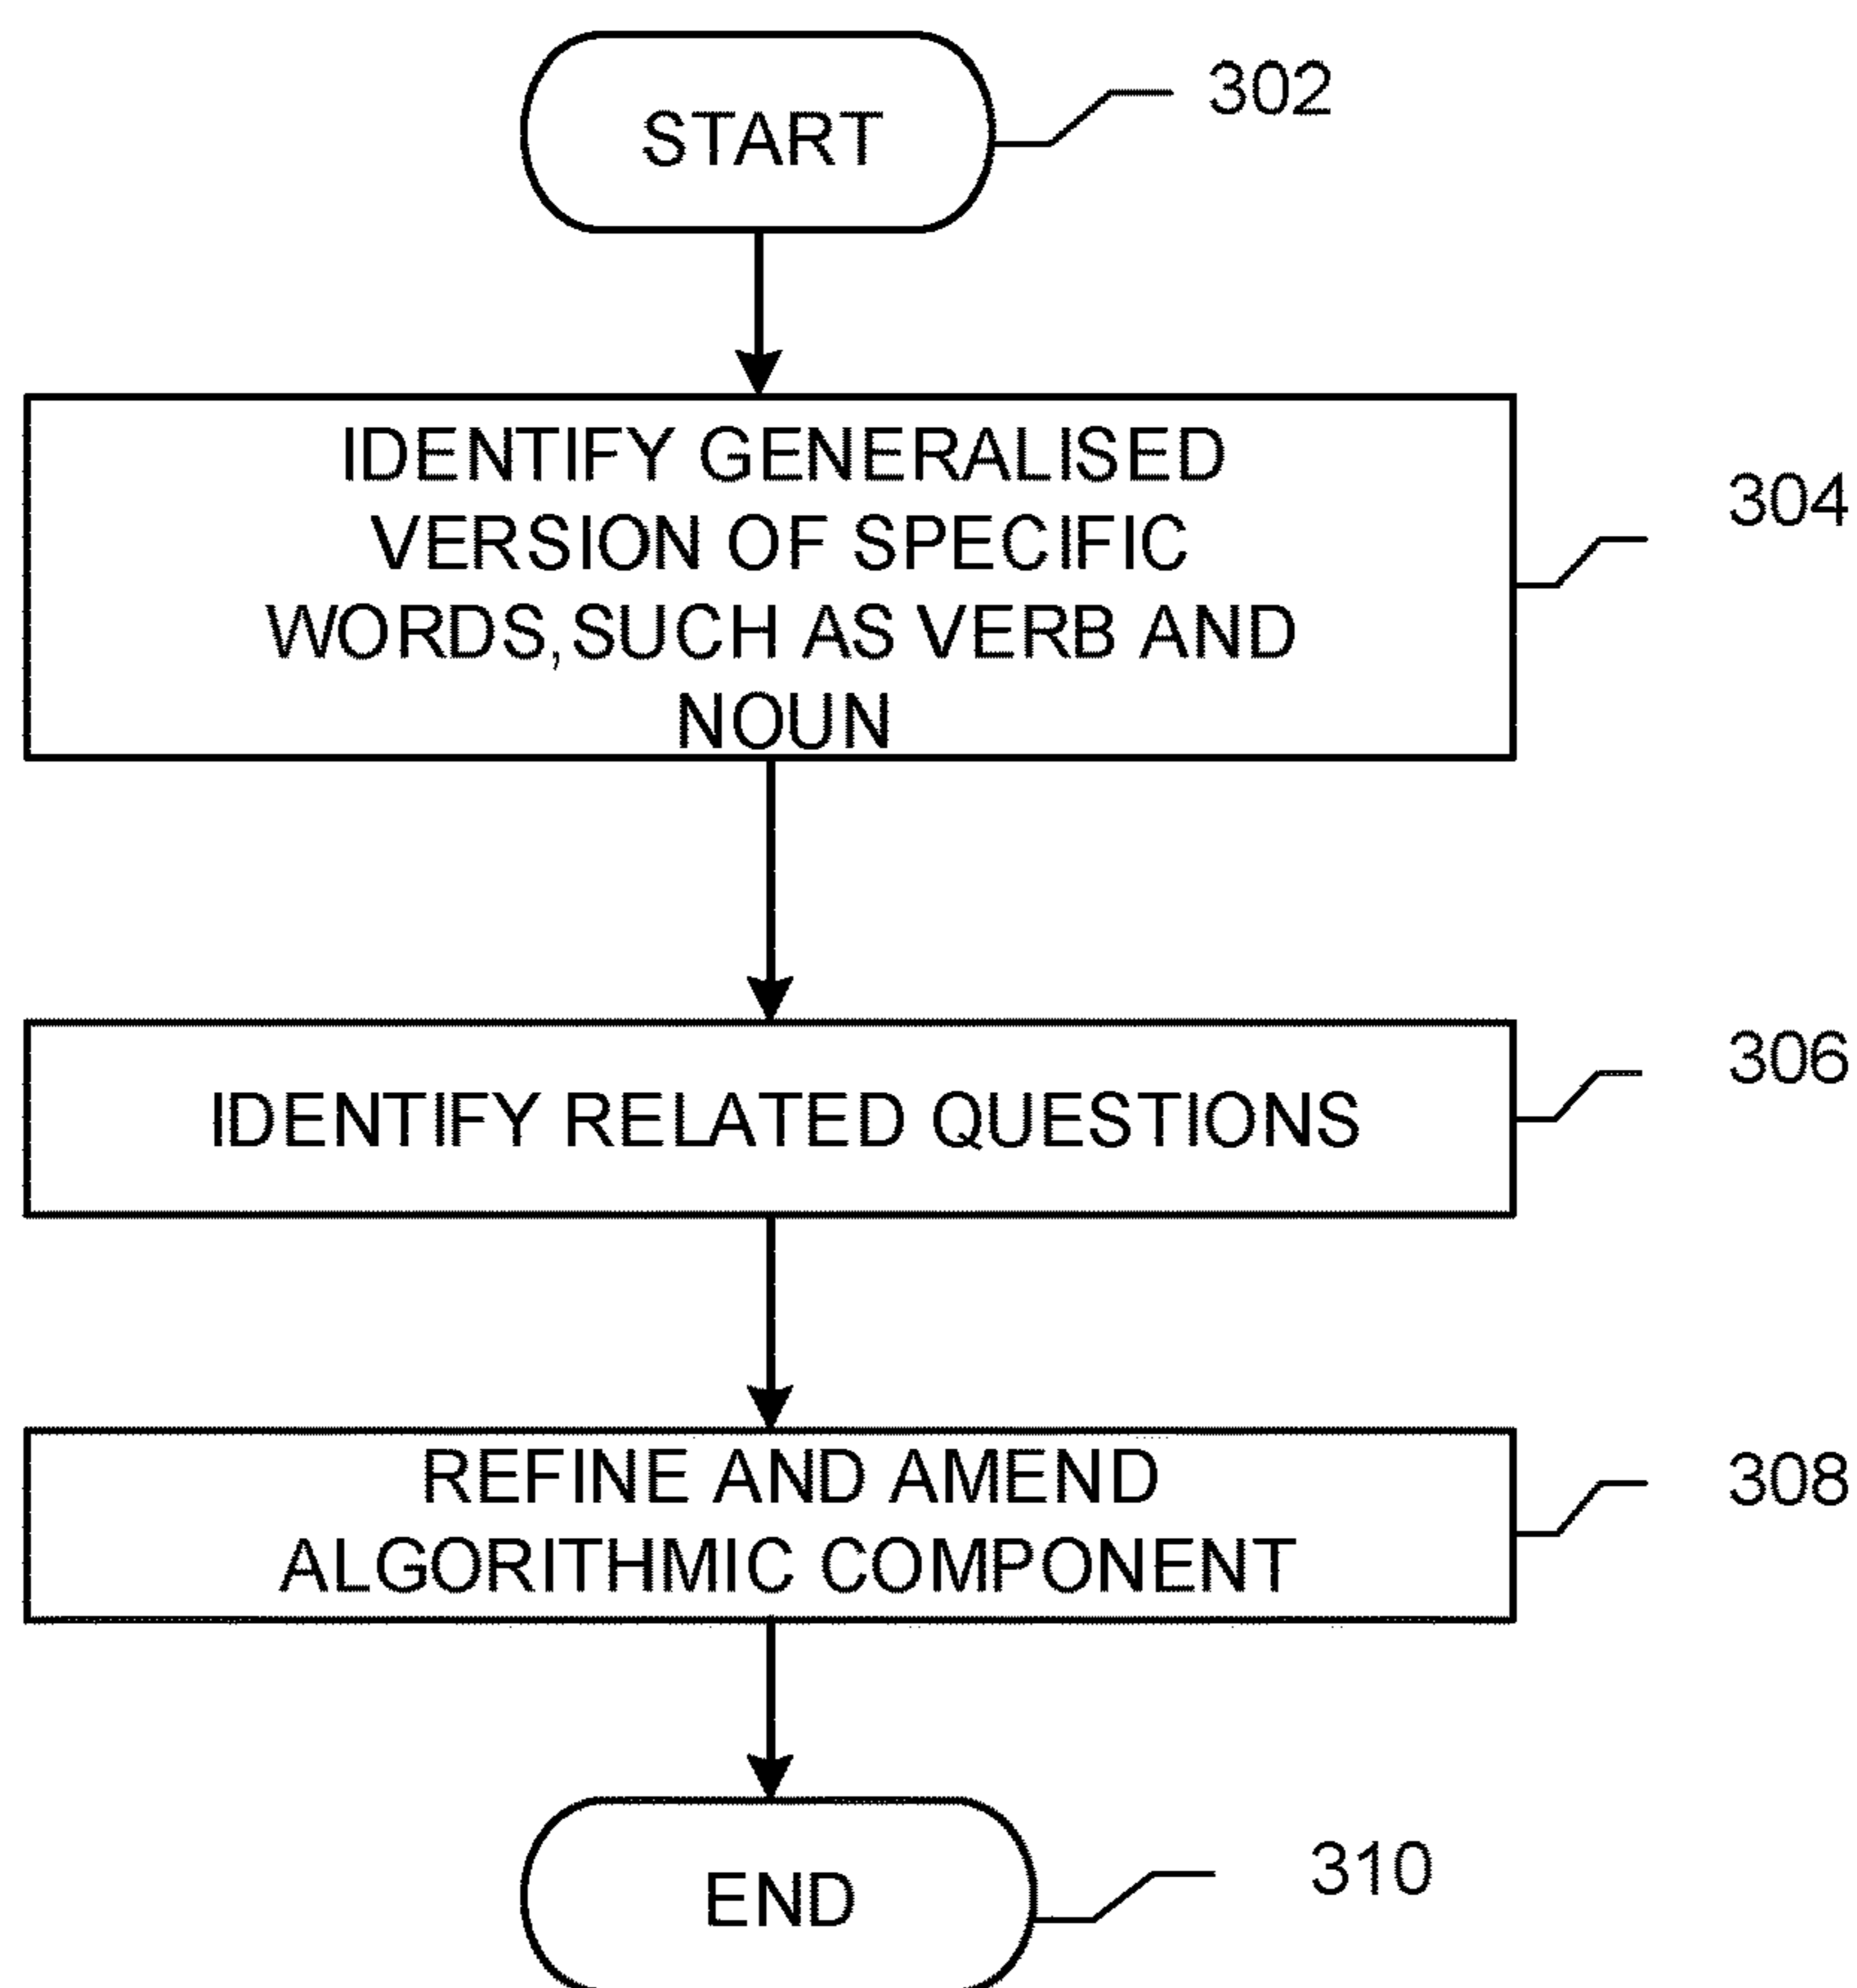 START
302
IDENTIFY GENERALISED
VERSION OF SPECIFIC
WORDS, SUCH AS VERB AND
NOUN
304
IDENTIFY RELATED QUESTIONS
306
REFINE AND AMEND
ALGORITHMIC COMPONENT
308
END
310